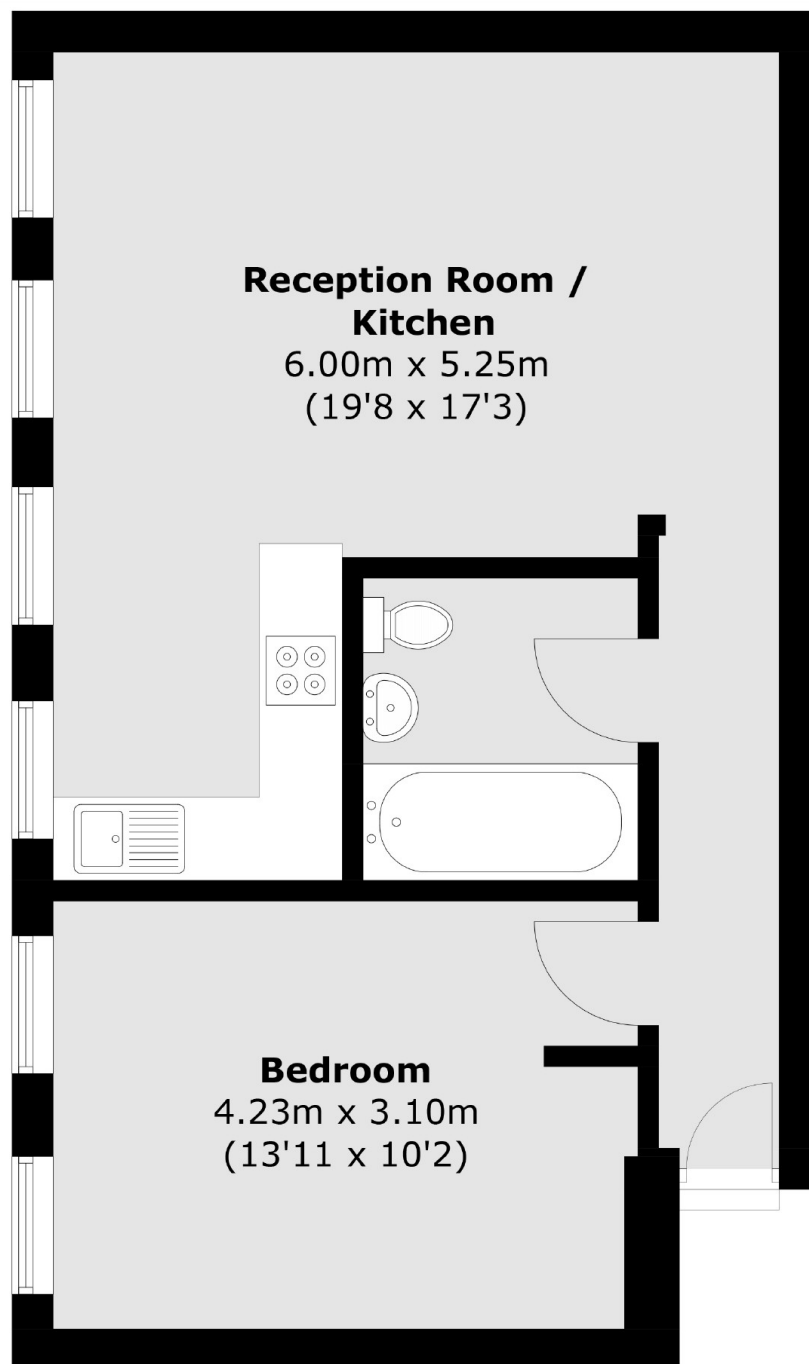 Reception Room /
Kitchen
6.00m x 5.25m
(19'8 x 17'3)
Bedroom
4.23m x 3.10m
(13'11 x 10'2)